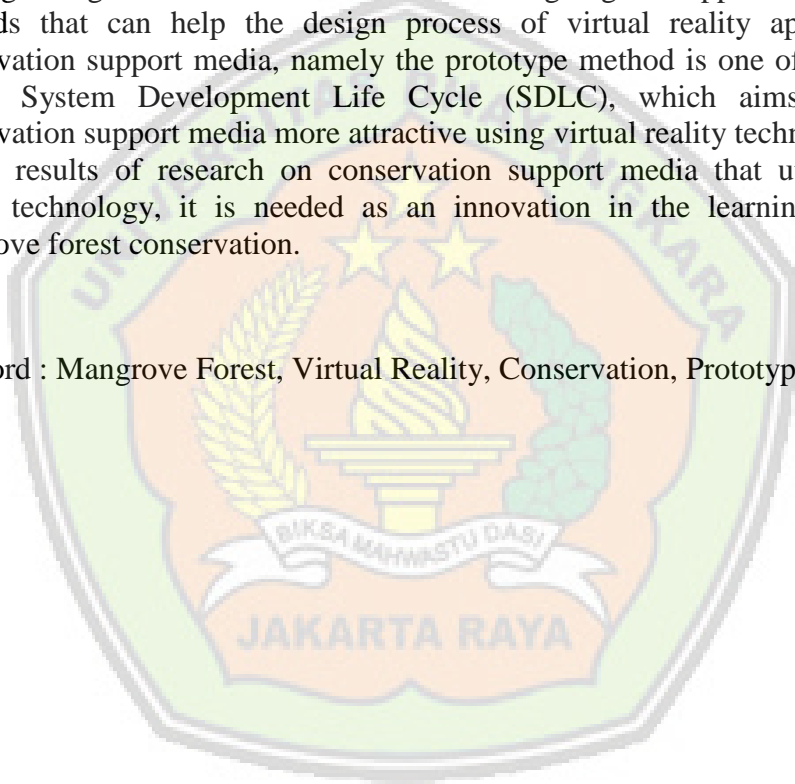 ds that can help the design process of virtual reality ap
vation support media, namely the prototype method is one of
System Development Life Cycle (SDLC), which aims
vation support media more attractive using virtual reality techn
results of research on conservation support media that u
technology, it is needed as an innovation in the learnin
ove forest conservation.
ord : Mangrove Forest, Virtual Reality, Conservation, Prototyp
UNIVERSITAS BHAYANGKARA
BIKSA MAHWASTU DASI
JAKARTA RAYA